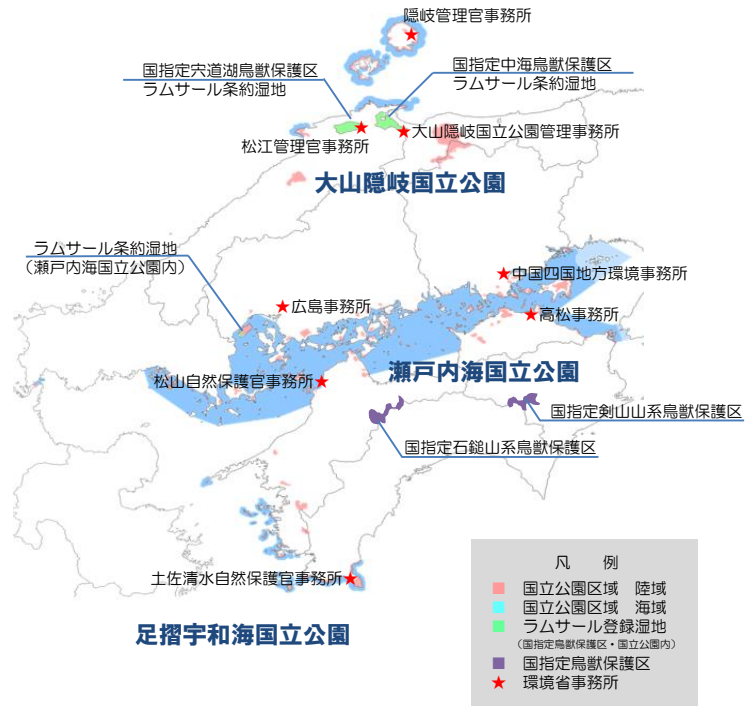 隠岐管理官事務所
国指定宍道湖鳥獣保護区
ラムサール条約湿地
国指定中海鳥獣保護区
ラムサール条約湿地
松江管理官事務所
大山隠岐国立公園管理事務所
大山隠岐国立公園
ラムサール条約湿地
（瀬戸内海国立公園内）
中国四国地方環境事務所
広島事務所
高松事務所
瀬戸内海国立公園
松山自然保護官事務所
国指定剣山山系鳥獣保護区
国指定石鎚山系鳥獣保護区
土佐清水自然保護官事務所
足摺宇和海国立公園
凡　例
国立公園区域　陸域
国立公園区域　海域
ラムサール登録湿地
（国指定鳥獣保護区・国立公園内）
国指定鳥獣保護区
環境省事務所